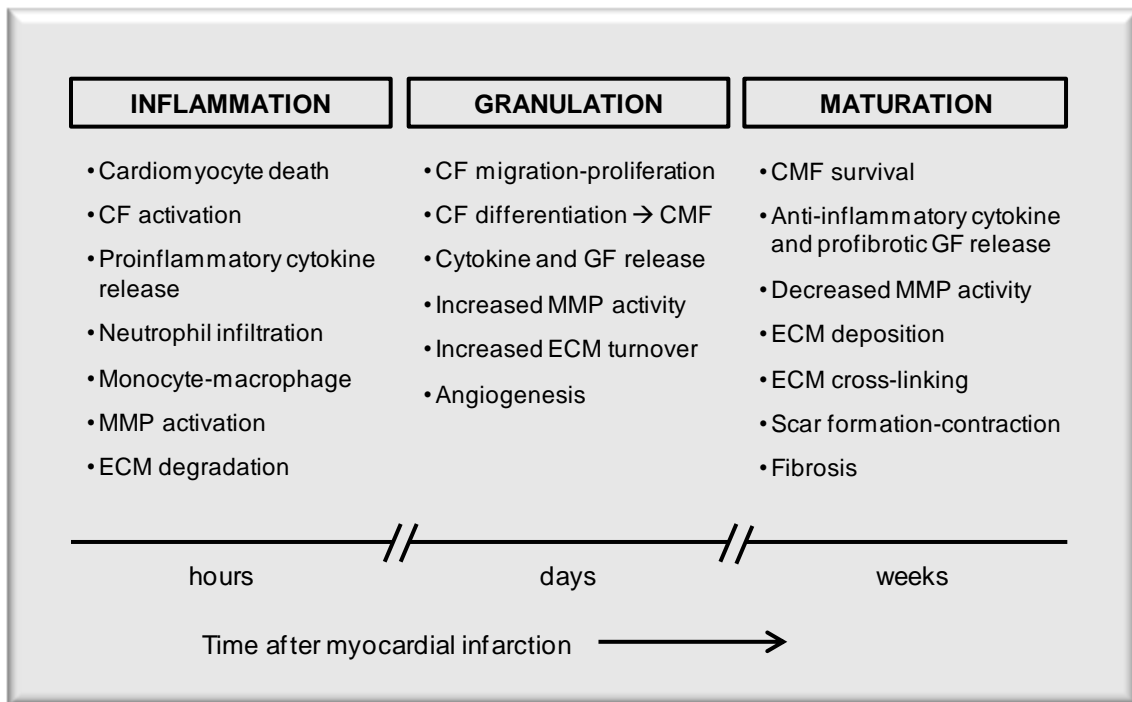 INFLAMMATION
• Cardiomyocyte death
• CF activation
• Proinflammatory cytokine
release
• Neutrophil infiltration
• Monocyte-macrophage
• MMP activation
• ECM degradation
GRANULATION
• CF migration-proliferation
• CF differentiation → CMF
• Cytokine and GF release
• Increased MMP activity
• Increased ECM turnover
• Angiogenesis
MATURATION
• CMF survival
• Anti-inflammatory cytokine
and profibrotic GF release
• Decreased MMP activity
• ECM deposition
• ECM cross-linking
• Scar formation-contraction
• Fibrosis
hours
days
weeks
Time after myocardial infarction